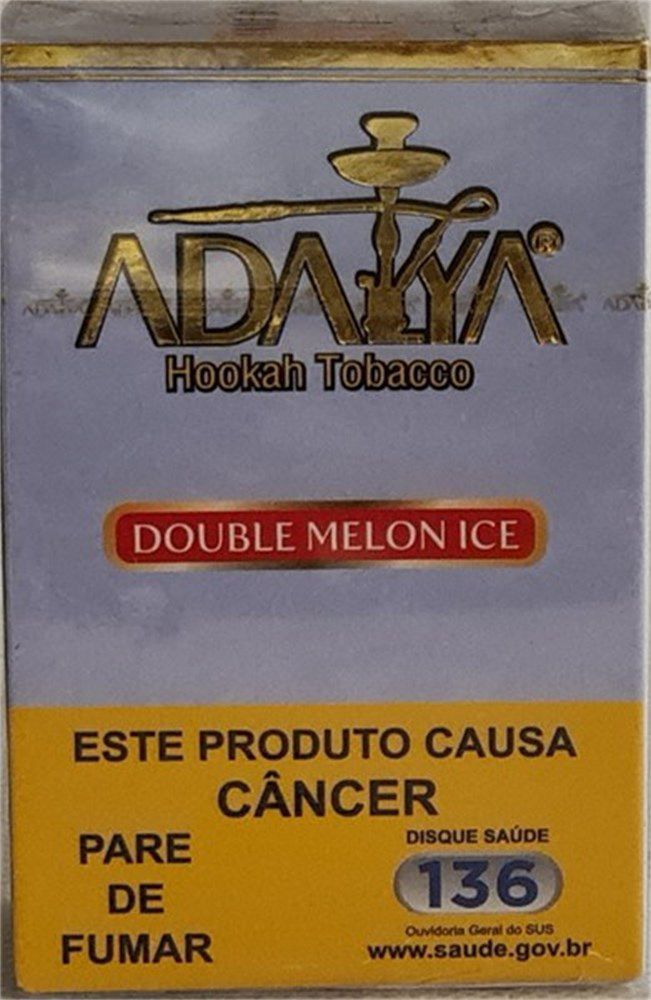 ADALYA®
Hookah Tobacco
DOUBLE MELON ICE
ESTE PRODUTO CAUSA
CÂNCER
PARE
DE
FUMAR
DISQUE SAÚDE
136
Ouvidoria Geral do SUS
www.saude.gov.br